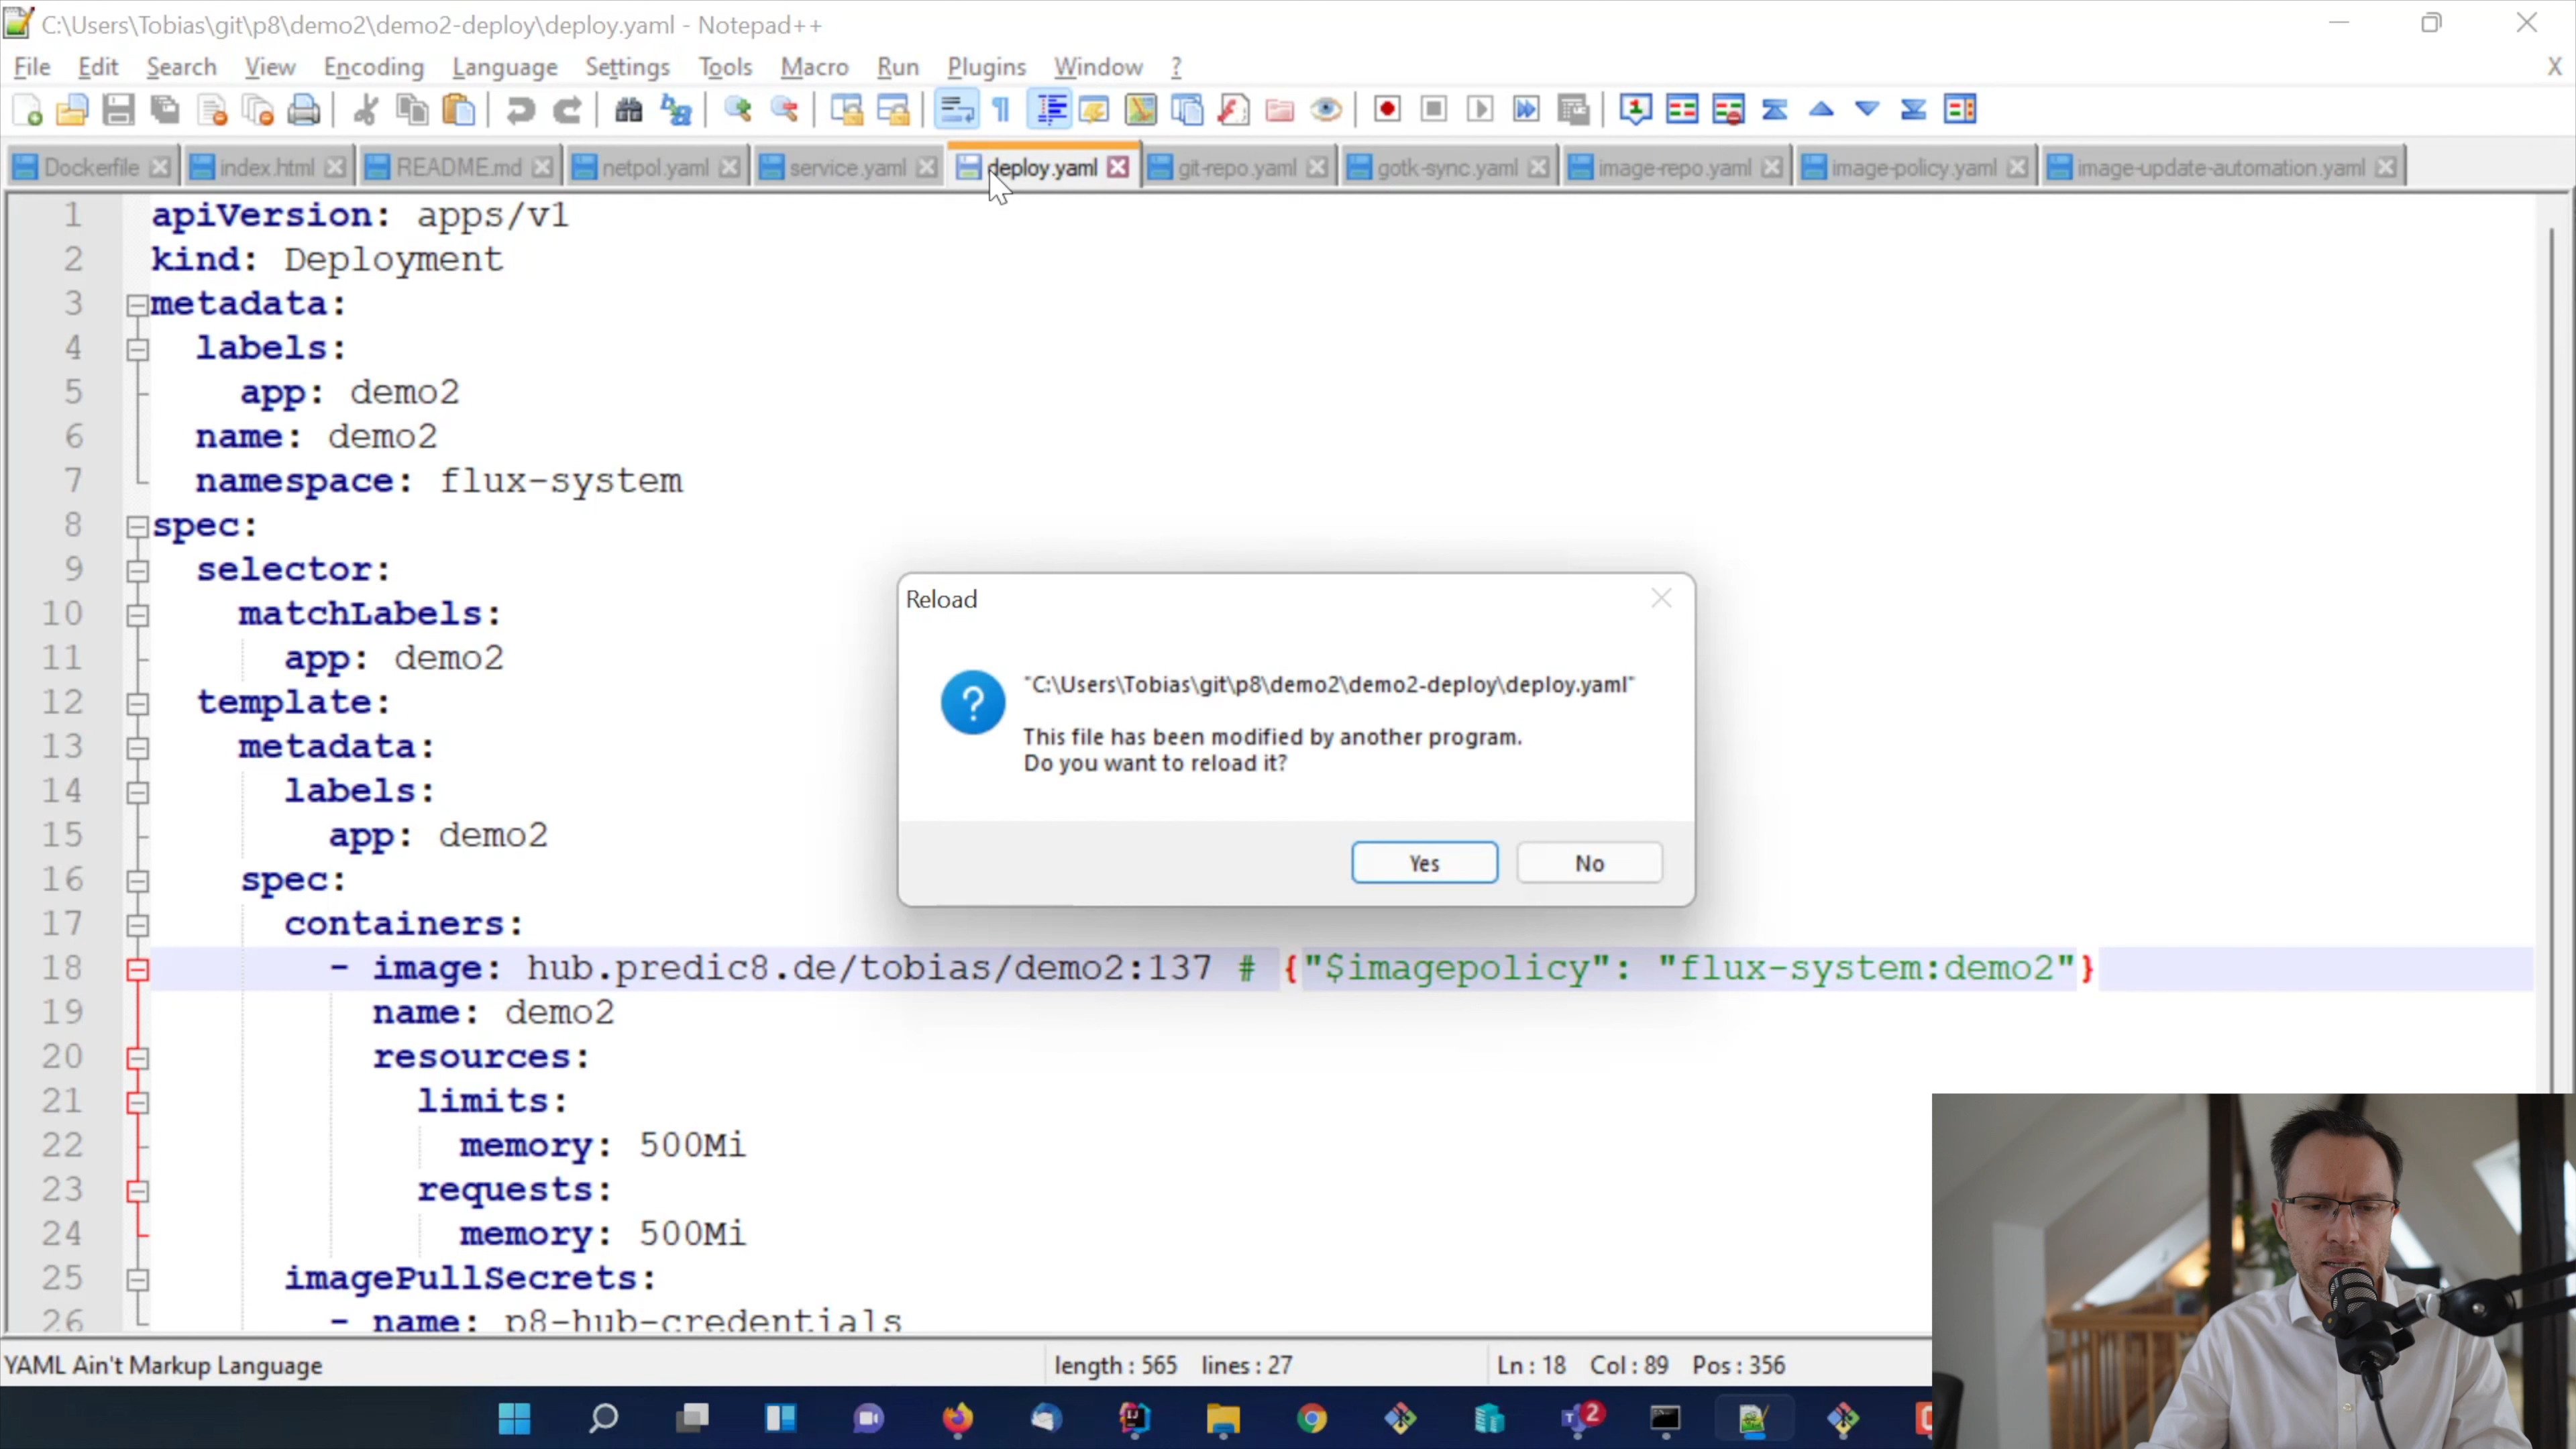 C:\Users\Tobias\git\p8\demo2\demo2-deploy\deploy.yaml - Notepad++
File Edit Search View Encoding Language Settings Tools Macro Run Plugins Window ? X
Dockerfile index.html README.md netpol.yaml service.yaml deploy.yaml git-repo.yaml gotk-sync.yaml image-repo.yaml image-policy.yaml image-update-automation.yaml
1 apiVersion: apps/v1
2 kind: Deployment
3 metadata:
4 labels:
5 app: demo2
6 name: demo2
7 namespace: flux-system
8 spec:
9 selector:
10 matchLabels:
11 app: demo2
12 template:
13 metadata:
14 labels:
15 app: demo2
16 spec:
17 containers:
18 - image: hub.predic8.de/tobias/demo2:137 # {"$imagepolicy": "flux-system:demo2"}
19 name: demo2
20 resources:
21 limits:
22 memory: 500Mi
23 requests:
24 memory: 500Mi
25 imagePullSecrets:
26 - name: p8-hub-credentials
Reload
"C:\Users\Tobias\git\p8\demo2\demo2-deploy\deploy.yaml"
This file has been modified by another program.
Do you want to reload it?
Yes No
YAML Ain't Markup Language length : 565 lines : 27 Ln : 18 Col : 89 Pos : 356
2